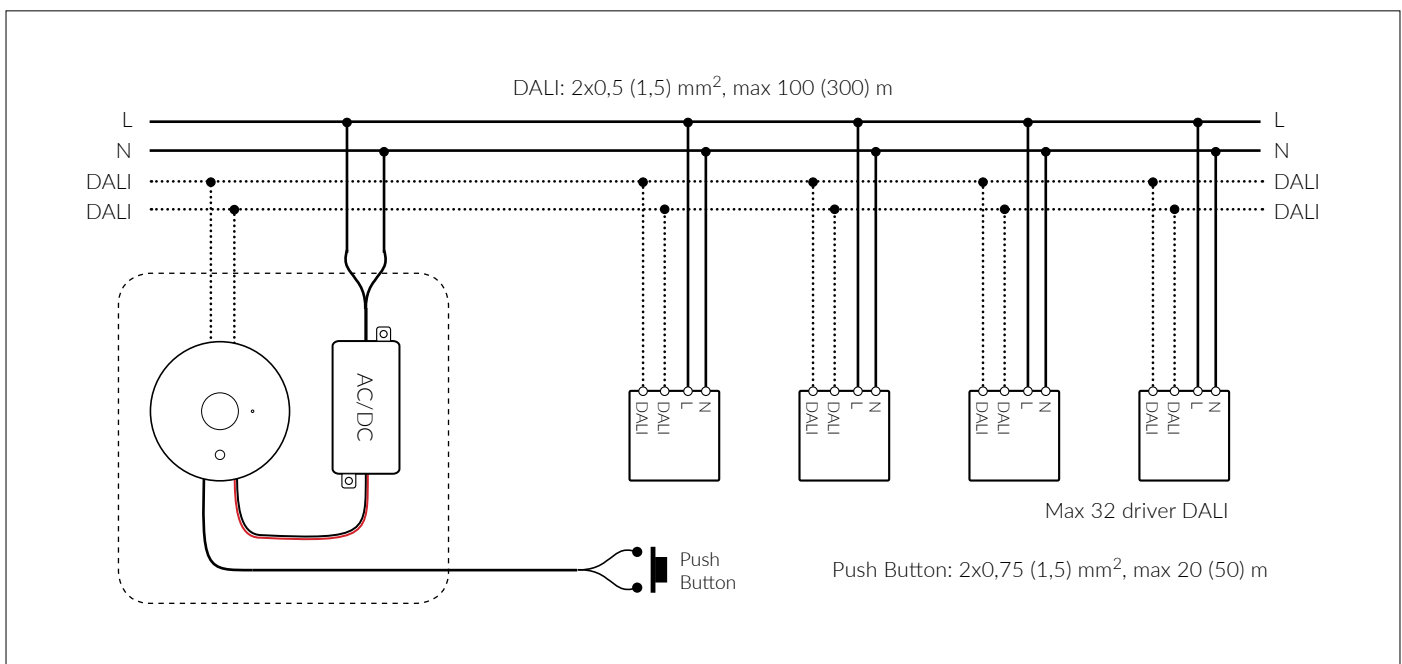 DALI: 2x0,5 (1,5) mm², max 100 (300) m
L
L
N
N
DALI
DALI
DALI
DALI
AC/DC
DALI
DALI
L
N
DALI
DALI
L
N
DALI
DALI
L
N
DALI
DALI
L
N
Max 32 driver DALI
Push
Button
Push Button: 2x0,75 (1,5) mm², max 20 (50) m